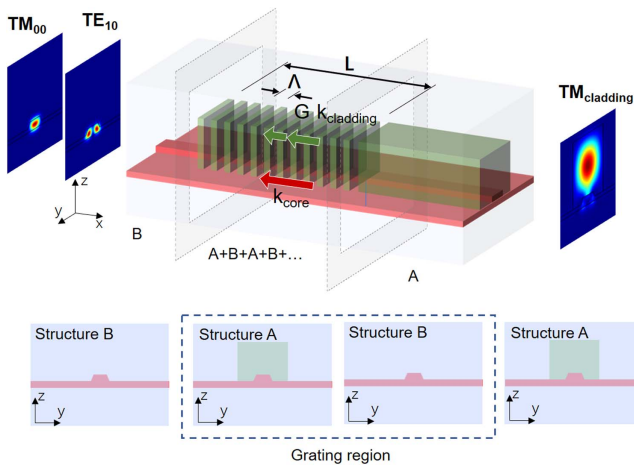 TM00
TE10
L
Λ
G kcladding
TMcladding
kcore
z
y
x
B
A+B+A+B+...
A
Structure B
Structure A
Structure B
Structure A
z
y
z
y
z
y
z
y
Grating region